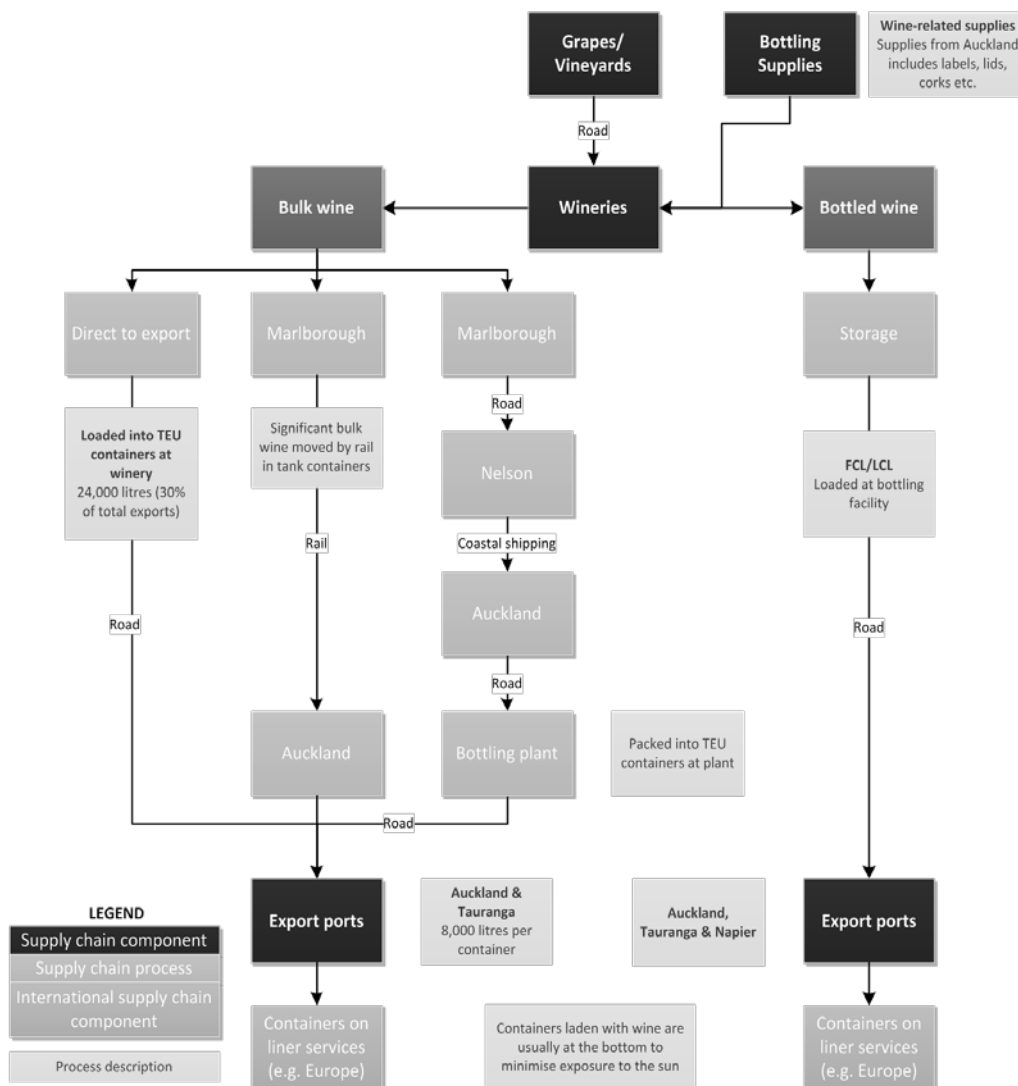 Grapes/
Vineyards
Bottling
Supplies
Wine-related supplies
Supplies from Auckland
includes labels, lids,
corks etc.
Road
Bulk wine
Wineries
Bottled wine
Direct to export
Marlborough
Marlborough
Storage
Road
Loaded into TEU
containers at
winery
24,000 litres (30%
of total exports)
Significant bulk
wine moved by rail
in tank containers
Nelson
FCL/LCL
Loaded at bottling
facility
Rail
Coastal shipping
Auckland
Road
Road
Road
Auckland
Bottling plant
Packed into TEU
containers at plant
Road
Export ports
Auckland &
Tauranga
8,000 litres per
container
Auckland,
Tauranga & Napier
Export ports
LEGEND
Supply chain component
Supply chain process
International supply chain
component
Process description
Containers on
liner services
(e.g. Europe)
Containers laden with wine are
usually at the bottom to
minimise exposure to the sun
Containers on
liner services
(e.g. Europe)